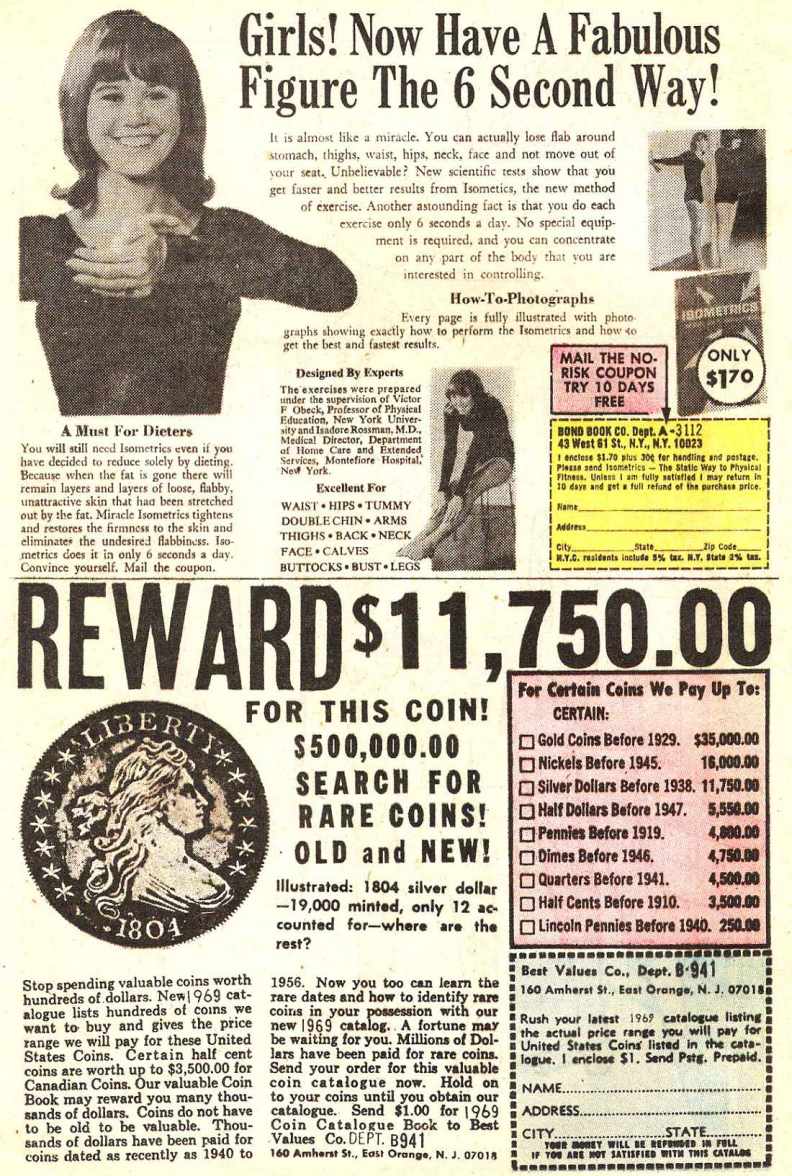 Girls! Now Have A Fabulous
Figure The 6 Second Way!
It is almost like a miracle. You can actually lose flab around
stomach, thighs, waist, hips, neck, face and not move out of
your seat. Unbelievable? New scientific tests show that you
get faster and better results from Isometics, the new method
of exercise. Another astounding fact is that you do each
exercise only 6 seconds a day. No special equip-
ment is required, and you can concentrate
on any part of the body that you are
interested in controlling.
How-To-Photographs
Every page is fully illustrated with photo-
graphs showing exactly how to perform the Isometrics and how to
get the best and fastest results.
ISOMETRICS
ONLY
$1.70
A Must For Dieters
You will still need Isometrics even if you
have decided to reduce solely by dieting.
Because when the fat is gone there will
remain layers and layers of loose, flabby,
unattractive skin that had been stretched
out by the fat. Miracle Isometrics tightens
and restores the firmness to the skin and
eliminates the undesired flabbiness. Iso-
metrics does it in only 6 seconds a day.
Convince yourself. Mail the coupon.
Designed By Experts
The exercises were prepared
under the supervision of Victor
F Obeck, Professor of Physical
Education, New York Univer-
sity and Isadore Rossman, M.D.,
Medical Director, Department
of Home Care and Extended
Services, Montefiore Hospital,
New York.
Excellent For
WAIST • HIPS • TUMMY
DOUBLE CHIN • ARMS
THIGHS • BACK • NECK
FACE • CALVES
BUTTOCKS • BUST • LEGS
MAIL THE NO-
RISK COUPON
TRY 10 DAYS
FREE
BOND BOOK CO. Dept. A-3112
43 West 61 St., N.Y., N.Y. 10023
I enclose $1.70 plus 30¢ for handling and postage.
Please send Isometrics — The Static Way to Physical
Fitness. Unless I am fully satisfied I may return in
10 days and get a full refund of the purchase price.
Name
Address
City State Zip Code
N.Y.C. residents include 5% tax. N.Y. State 2% tax.
REWARD $11,750.00
FOR THIS COIN!
$500,000.00
SEARCH FOR
RARE COINS!
OLD and NEW!
LIBERTY
1804
Illustrated: 1804 silver dollar
—19,000 minted, only 12 ac-
counted for—where are the
rest?
For Certain Coins We Pay Up To:
CERTAIN:
Gold Coins Before 1929. $35,000.00
Nickels Before 1945. 16,000.00
Silver Dollars Before 1938. 11,750.00
Half Dollars Before 1947. 5,550.00
Pennies Before 1919. 4,800.00
Dimes Before 1946. 4,750.00
Quarters Before 1941. 4,500.00
Half Cents Before 1910. 3,500.00
Lincoln Pennies Before 1940. 250.00
Stop spending valuable coins worth
hundreds of dollars. New 1969 cat-
alogue lists hundreds of coins we
want to buy and gives the price
range we will pay for these United
States Coins. Certain half cent
coins are worth up to $3,500.00 for
Canadian Coins. Our valuable Coin
Book may reward you many thou-
sands of dollars. Coins do not have
to be old to be valuable. Thou-
sands of dollars have been paid for
coins dated as recently as 1940 to
1956. Now you too can learn the
rare dates and how to identify rare
coins in your possession with our
new 1969 catalog. A fortune may
be waiting for you. Millions of Dol-
lars have been paid for rare coins.
Send your order for this valuable
coin catalogue now. Hold on
to your coins until you obtain our
catalogue. Send $1.00 for 1969
Coin Catalogue Book to Best
Values Co. DEPT. B941
160 Amherst St., East Orange, N. J. 07018
Best Values Co., Dept. B-941
160 Amherst St., East Orange, N. J. 07018
Rush your latest 1969 catalogue listing
the actual price range you will pay for
United States Coins listed in the cata-
logue. I enclose $1. Send Pstg. Prepaid.
NAME
ADDRESS
CITY STATE
YOUR MONEY WILL BE REFUNDED IN FULL
IF YOU ARE NOT SATISFIED WITH THIS CATALOG